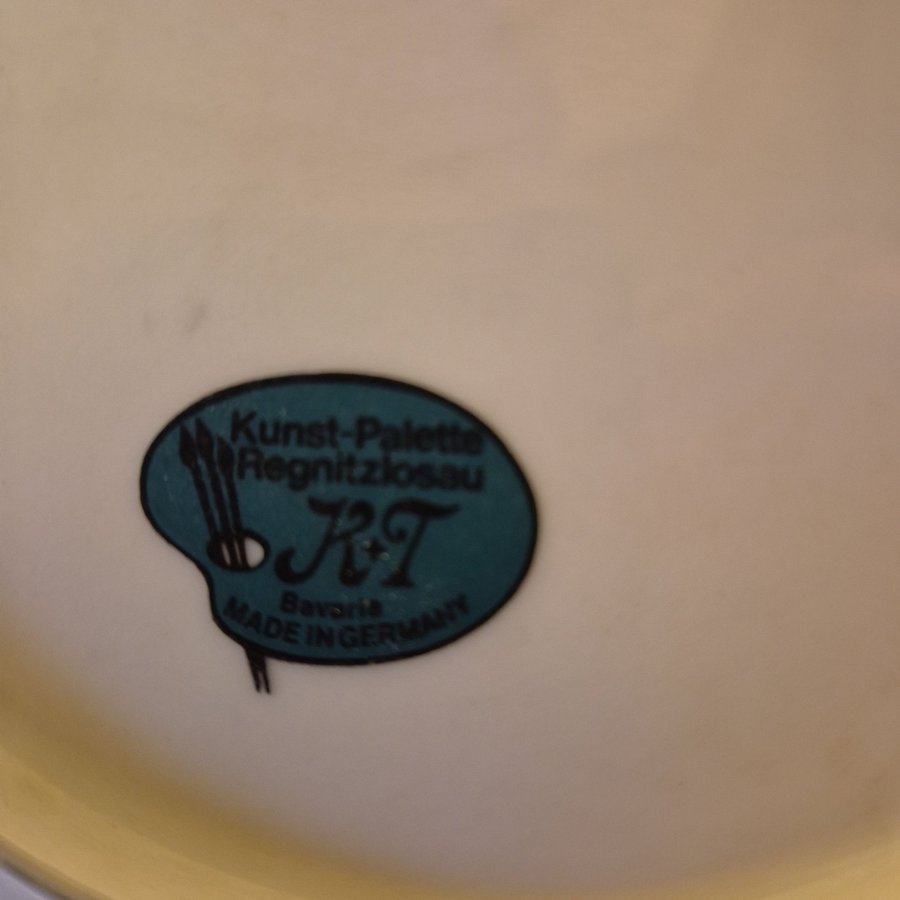 Kunst-Palette
Regnitzlosau
K+T
Bavaria
MADE IN GERMANY